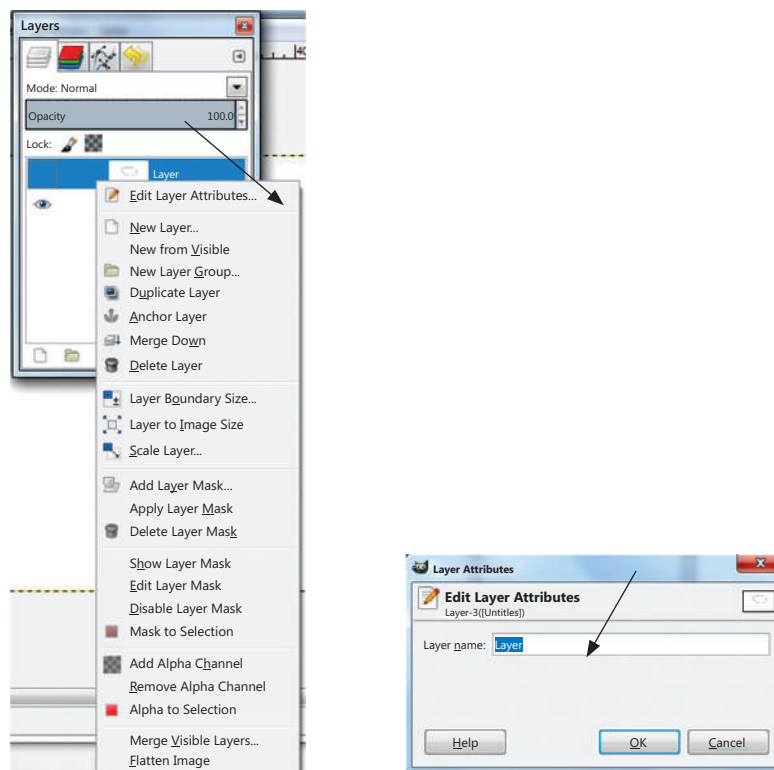 Layers
40
Mode: Normal
Opacity 100.0
Lock:
Layer
Edit Layer Attributes...
New Layer...
New from Visible
New Layer Group...
Duplicate Layer
Anchor Layer
Merge Down
Delete Layer
Layer Boundary Size...
Layer to Image Size
Scale Layer...
Add Layer Mask...
Apply Layer Mask
Delete Layer Mask
Show Layer Mask
Edit Layer Mask
Disable Layer Mask
Mask to Selection
Add Alpha Channel
Remove Alpha Channel
Alpha to Selection
Merge Visible Layers...
Flatten Image
Layer Attributes
Edit Layer Attributes
Layer-3([Untitles])
Layer name: Layer
Help OK Cancel